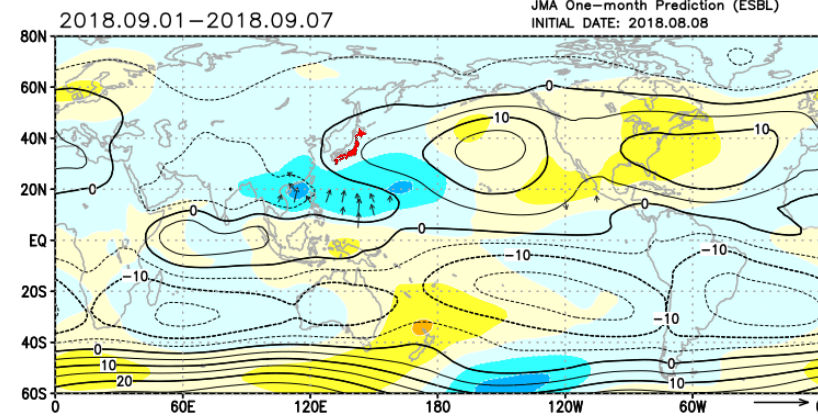 JMA One-month Prediction (ESBL)
2018.09.01-2018.09.07
INITIAL DATE: 2018.08.08
80N
60N
0
40N
10
10
20N
0
0
0
0
EQ
-10
-10
-10
20S
-10
40S
0
0
10
20
10
60S
0
60E
120E
180
120W
60W